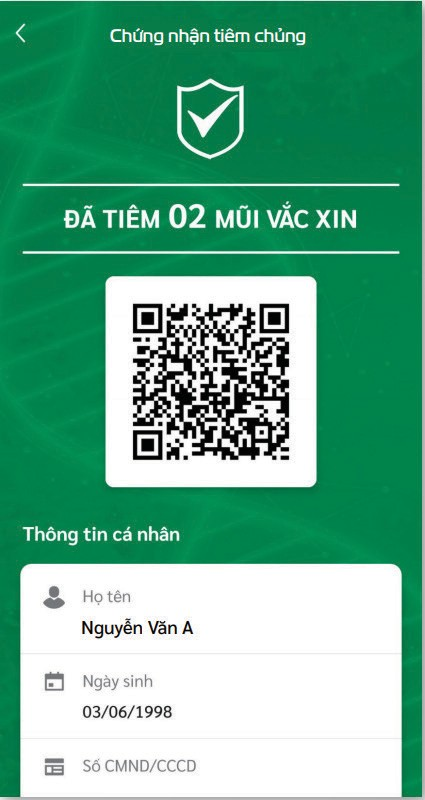 Chứng nhận tiêm chủng
ĐÃ TIÊM 02 MŨI VẮC XIN
Thông tin cá nhân
Họ tên
Nguyễn Văn A
Ngày sinh
03/06/1998
Số CMND/CCCD